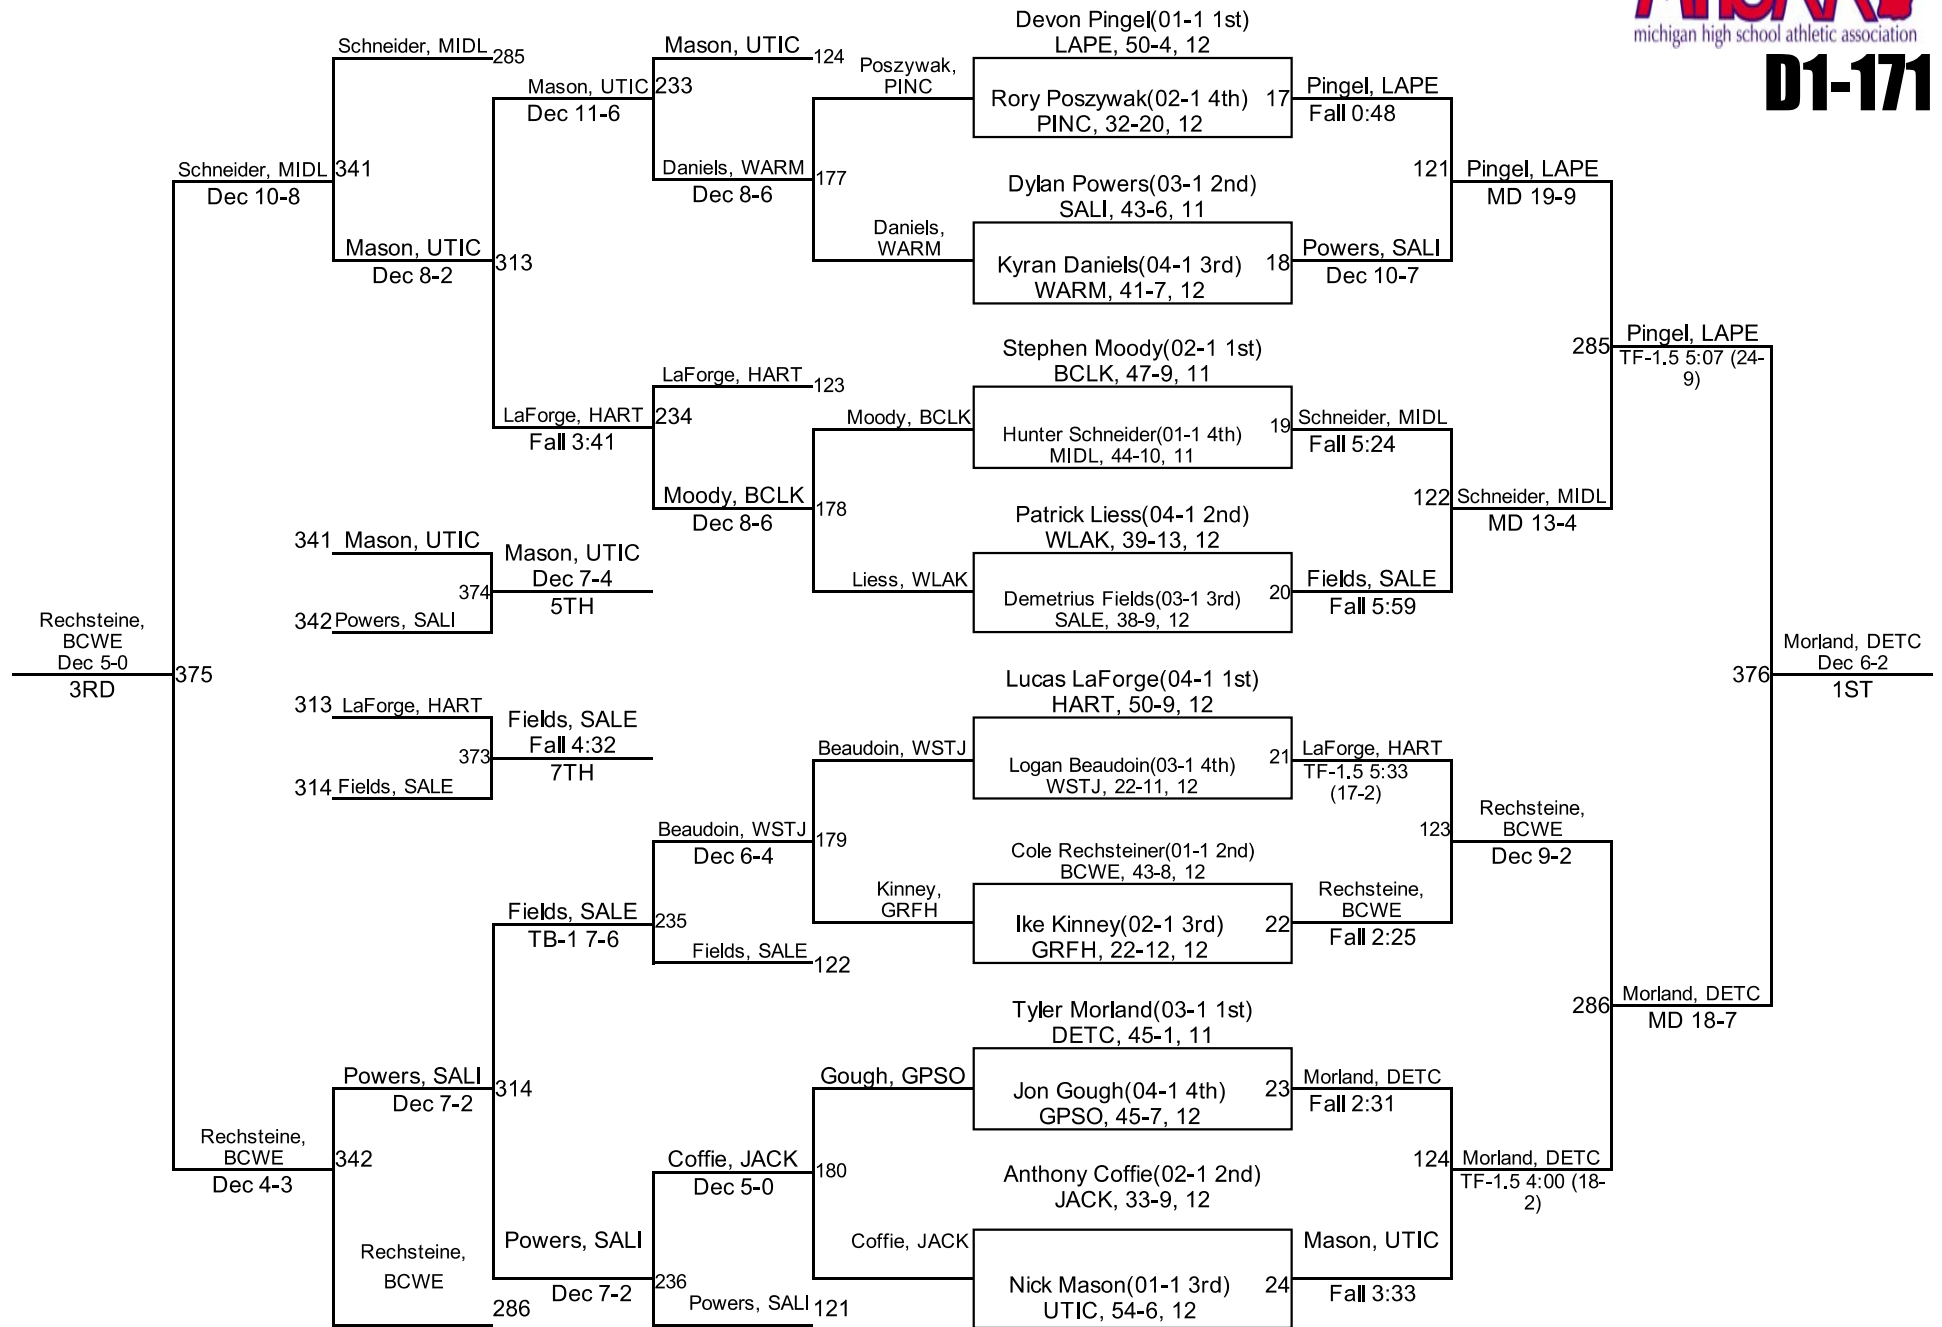 michigan high school athletic association
D1-171
Schneider, MIDL
285
Mason, UTIC
124
Mason, UTIC
233
Dec 11-6
Schneider, MIDL
341
Dec 10-8
Daniels, WARM
177
Dec 8-6
Mason, UTIC
313
Dec 8-2
LaForge, HART
123
LaForge, HART
234
Fall 3:41
Moody, BCLK
178
Dec 8-6
341 Mason, UTIC
374
342 Powers, SALI
Mason, UTIC
Dec 7-4
5TH
Rechsteine,
BCWE
Dec 5-0
3RD
375
313 LaForge, HART
373
314 Fields, SALE
Fields, SALE
Fall 4:32
7TH
Beaudoin, WSTJ
179
Dec 6-4
Fields, SALE
235
TB-1 7-6
Fields, SALE
122
Powers, SALI
314
Dec 7-2
Rechsteine,
BCWE
342
Dec 4-3
Coffie, JACK
180
Dec 5-0
Powers, SALI
236
Dec 7-2
Powers, SALI
121
Rechsteine,
BCWE
286
Poszywak,
PINC
Daniels,
WARM
Moody, BCLK
Liess, WLAK
Beaudoin, WSTJ
Kinney,
GRFH
Gough, GPSO
Coffie, JACK
Devon Pingel(01-1 1st)
LAPE, 50-4, 12
Rory Poszywak(02-1 4th)
PINC, 32-20, 12
17
Dylan Powers(03-1 2nd)
SALI, 43-6, 11
Kyran Daniels(04-1 3rd)
WARM, 41-7, 12
18
Stephen Moody(02-1 1st)
BCLK, 47-9, 11
Hunter Schneider(01-1 4th)
MIDL, 44-10, 11
19
Patrick Liess(04-1 2nd)
WLAK, 39-13, 12
Demetrius Fields(03-1 3rd)
SALE, 38-9, 12
20
Lucas LaForge(04-1 1st)
HART, 50-9, 12
Logan Beaudoin(03-1 4th)
WSTJ, 22-11, 12
21
Cole Rechsteiner(01-1 2nd)
BCWE, 43-8, 12
Ike Kinney(02-1 3rd)
GRFH, 22-12, 12
22
Tyler Morland(03-1 1st)
DETC, 45-1, 11
Jon Gough(04-1 4th)
GPSO, 45-7, 12
23
Anthony Coffie(02-1 2nd)
JACK, 33-9, 12
Nick Mason(01-1 3rd)
UTIC, 54-6, 12
24
Pingel, LAPE
Fall 0:48
Powers, SALI
Dec 10-7
Schneider, MIDL
Fall 5:24
Fields, SALE
Fall 5:59
LaForge, HART
TF-1.5 5:33
(17-2)
Rechsteine,
BCWE
Fall 2:25
Morland, DETC
Fall 2:31
Mason, UTIC
Fall 3:33
121
Pingel, LAPE
MD 19-9
122
Schneider, MIDL
MD 13-4
123
Rechsteine,
BCWE
Dec 9-2
124
Morland, DETC
TF-1.5 4:00 (18-
2)
285
Pingel, LAPE
TF-1.5 5:07 (24-
9)
286
Morland, DETC
MD 18-7
376
Morland, DETC
Dec 6-2
1ST